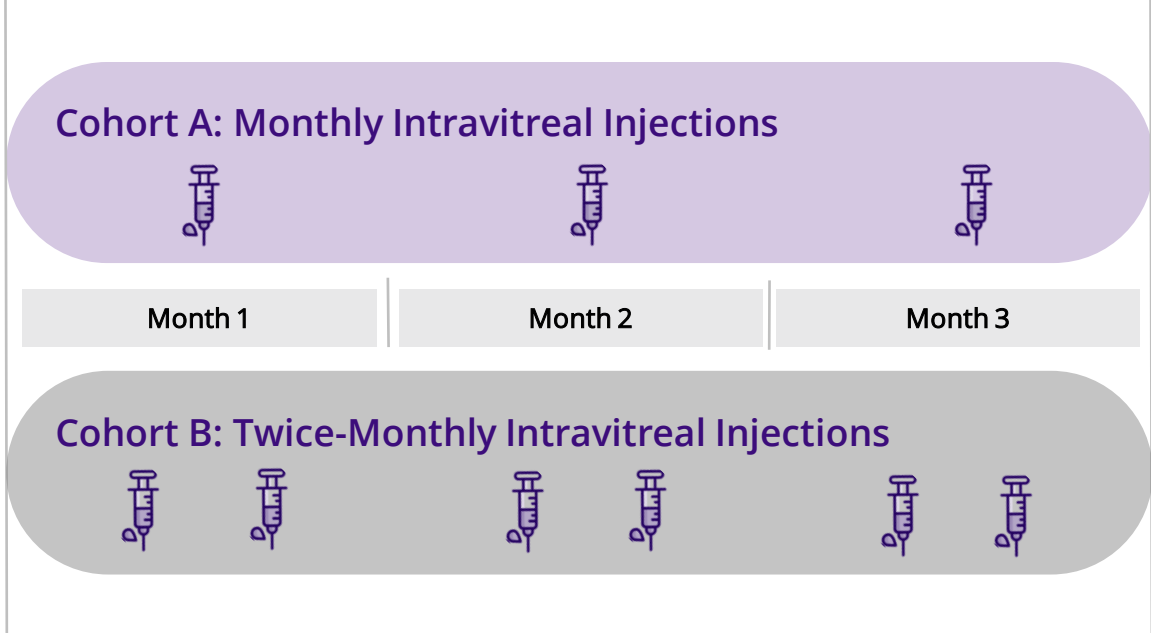 Cohort A: Monthly Intravitreal Injections
Month 1
Month 2
Month 3
Cohort B: Twice-Monthly Intravitreal Injections